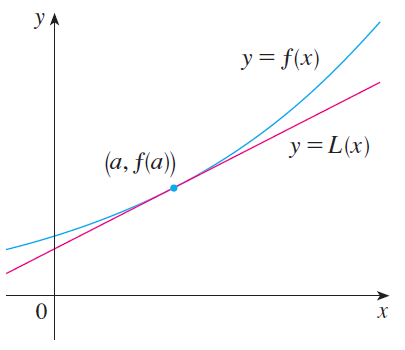 y
y = f(x)
y = L(x)
(a, f(a))
0
x